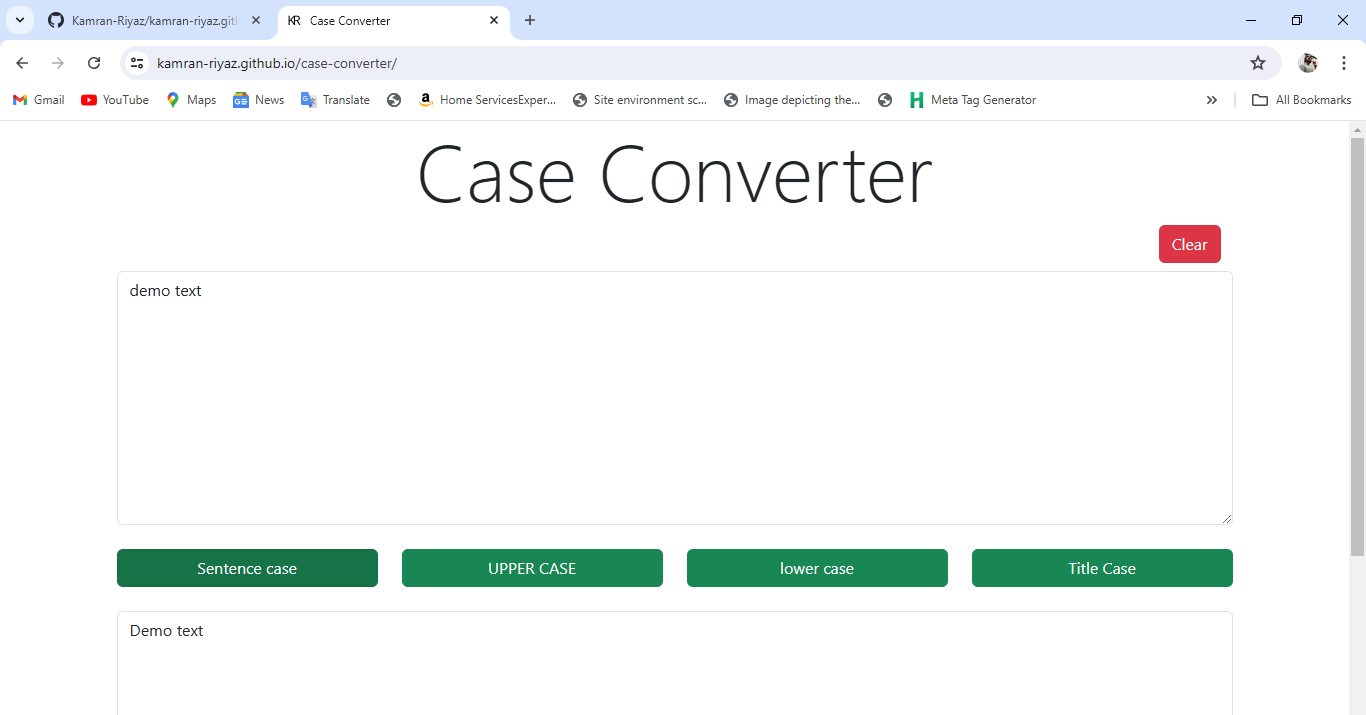 Kamran-Riyaz/kamran-riyaz.gith
KR Case Converter
kamran-riyaz.github.io/case-converter/
Gmail YouTube Maps News Translate Home ServicesExper... Site environment sc... Image depicting the... Meta Tag Generator All Bookmarks
Case Converter
Clear
demo text
Sentence case UPPER CASE lower case Title Case
Demo text